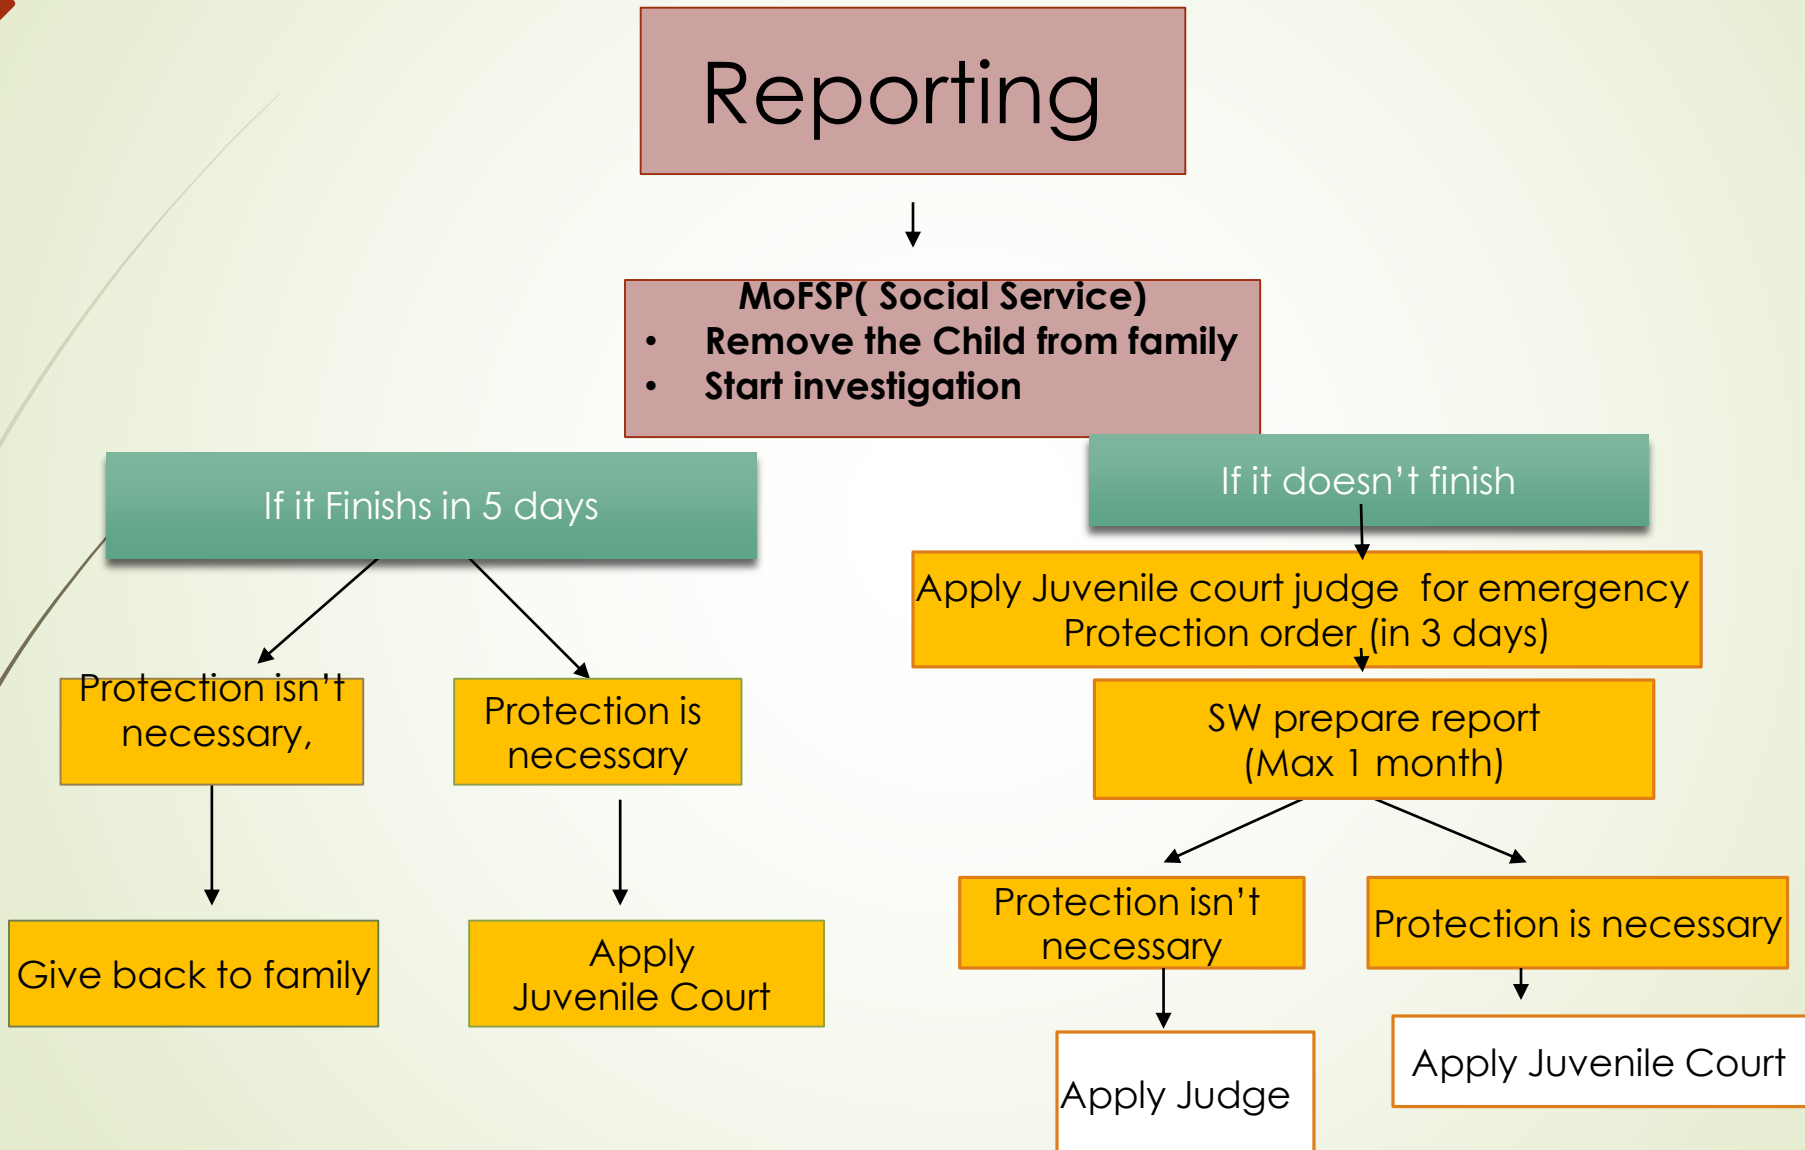 Reporting
MoFSP( Social Service)
• Remove the Child from family
• Start investigation
If it Finishs in 5 days
If it doesn’t finish
Apply Juvenile court judge  for emergency
Protection order (in 3 days)
Protection isn’t
necessary,
Protection is
necessary
SW prepare report
(Max 1 month)
Give back to family
Apply
Juvenile Court
Protection isn’t
necessary
Protection is necessary
Apply Judge
Apply Juvenile Court